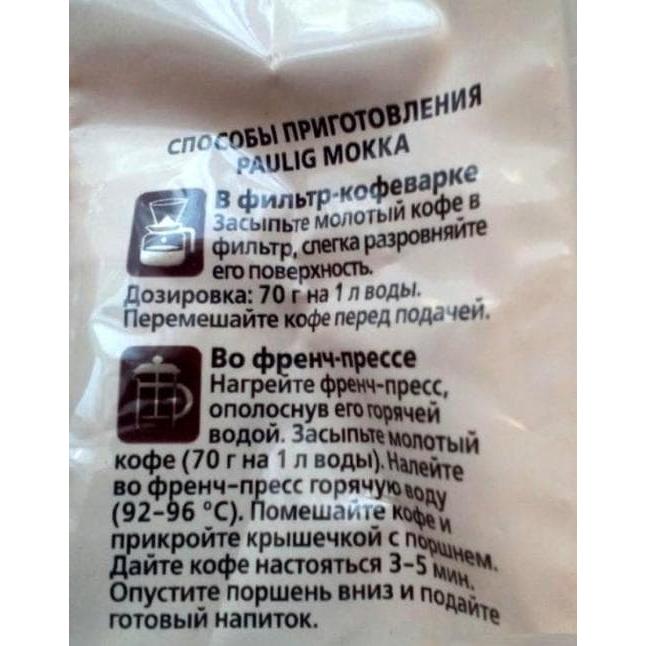 СПОСОБЫ ПРИГОТОВЛЕНИЯ
PAULIG MOKKA
В фильтр-кофеварке
Засыпьте молотый кофе в
фильтр, слегка разровняйте
его поверхность.
Дозировка: 70 г на 1 л воды.
Перемешайте кофе перед подачей.
Во френч-прессе
Нагрейте френч-пресс,
ополоснув его горячей
водой. Засыпьте молотый
кофе (70 г на 1 л воды). Налейте
во френч-пресс горячую воду
(92–96 °C). Помешайте кофе и
прикройте крышечкой с поршнем.
Дайте кофе настояться 3–5 мин.
Опустите поршень вниз и подайте
готовый напиток.